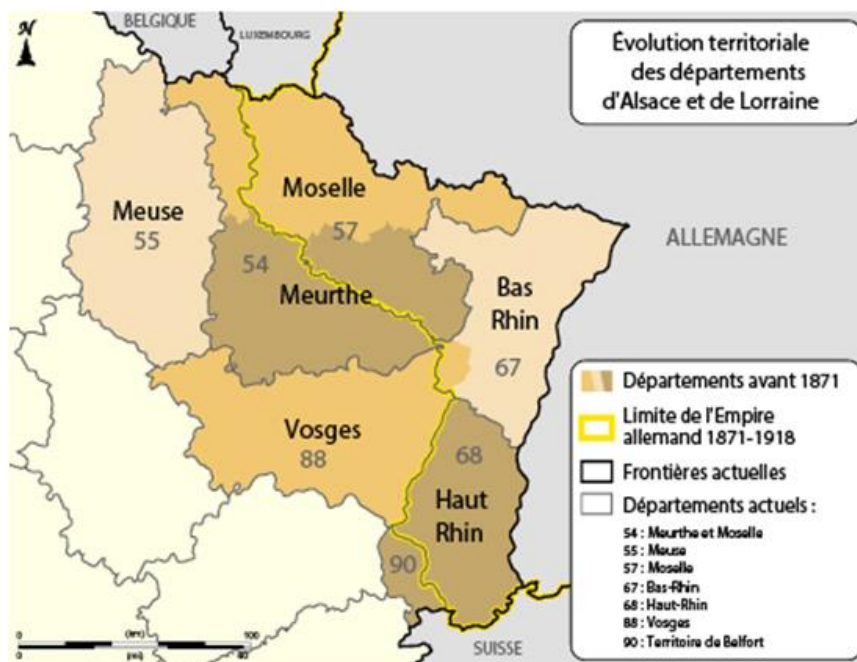 BELGIQUE
LUXEMBOURG
N
Évolution territoriale
des départements
d'Alsace et de Lorraine
Moselle
57
Meuse
55
54
Meurthe
ALLEMAGNE
Bas
Rhin
67
Vosges
88
68
Haut
Rhin
90
SUISSE
Départements avant 1871
Limite de l'Empire
allemand 1871-1918
Frontières actuelles
Départements actuels :
54 : Meurthe et Moselle
55 : Meuse
57 : Moselle
67 : Bas-Rhin
68 : Haut-Rhin
88 : Vosges
90 : Territoire de Belfort
0 (km) 100
0 (mi)